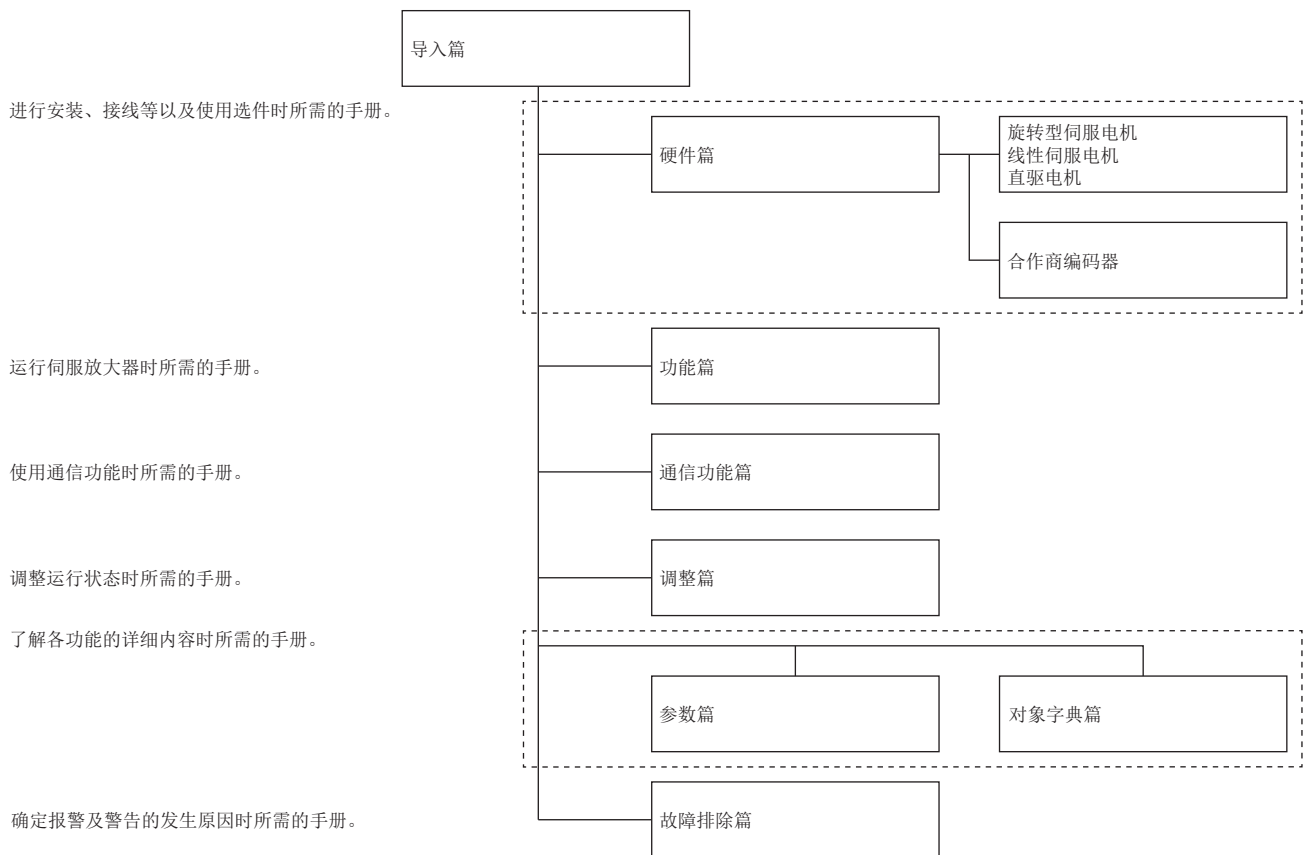 导入篇
进行安装、接线等以及使用选件时所需的手册。
硬件篇
旋转型伺服电机
线性伺服电机
直驱电机
合作商编码器
运行伺服放大器时所需的手册。
功能篇
使用通信功能时所需的手册。
通信功能篇
调整运行状态时所需的手册。
调整篇
了解各功能的详细内容时所需的手册。
参数篇
对象字典篇
确定报警及警告的发生原因时所需的手册。
故障排除篇